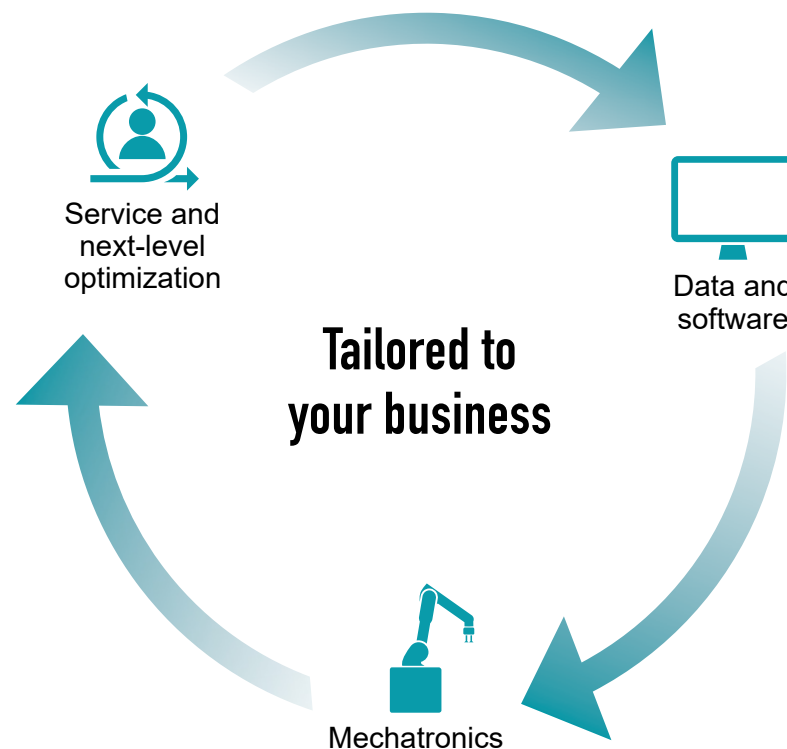 Service and
next-level
optimization
Data and
software
Tailored to
your business
Mechatronics